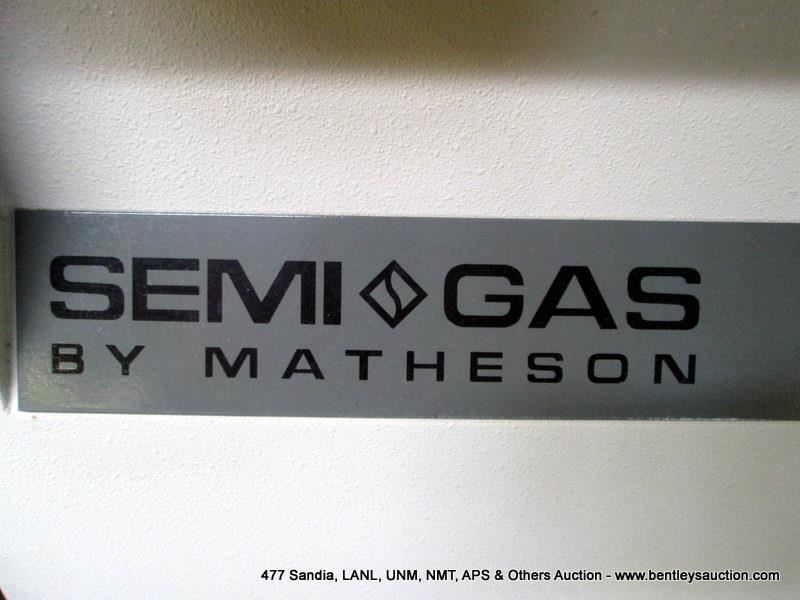 SEMI GAS
BY MATHESON
477 Sandia, LANL, UNM, NMT, APS & Others Auction - www.bentleysauction.com